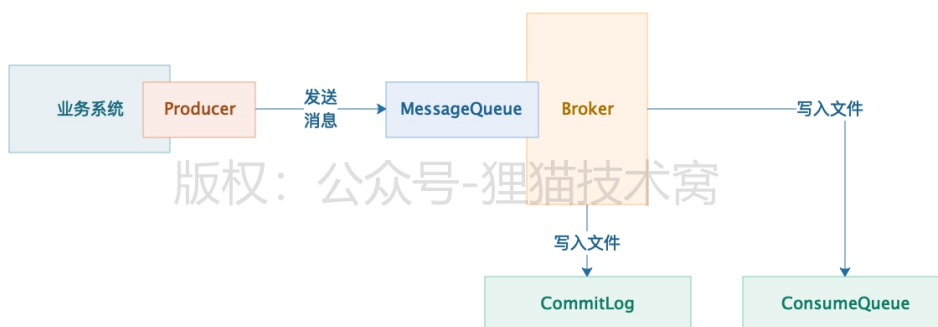 业务系统
Producer
发送
消息
MessageQueue
Broker
写入文件
版权：公众号-狸猫技术窝
写入文件
CommitLog
ConsumeQueue